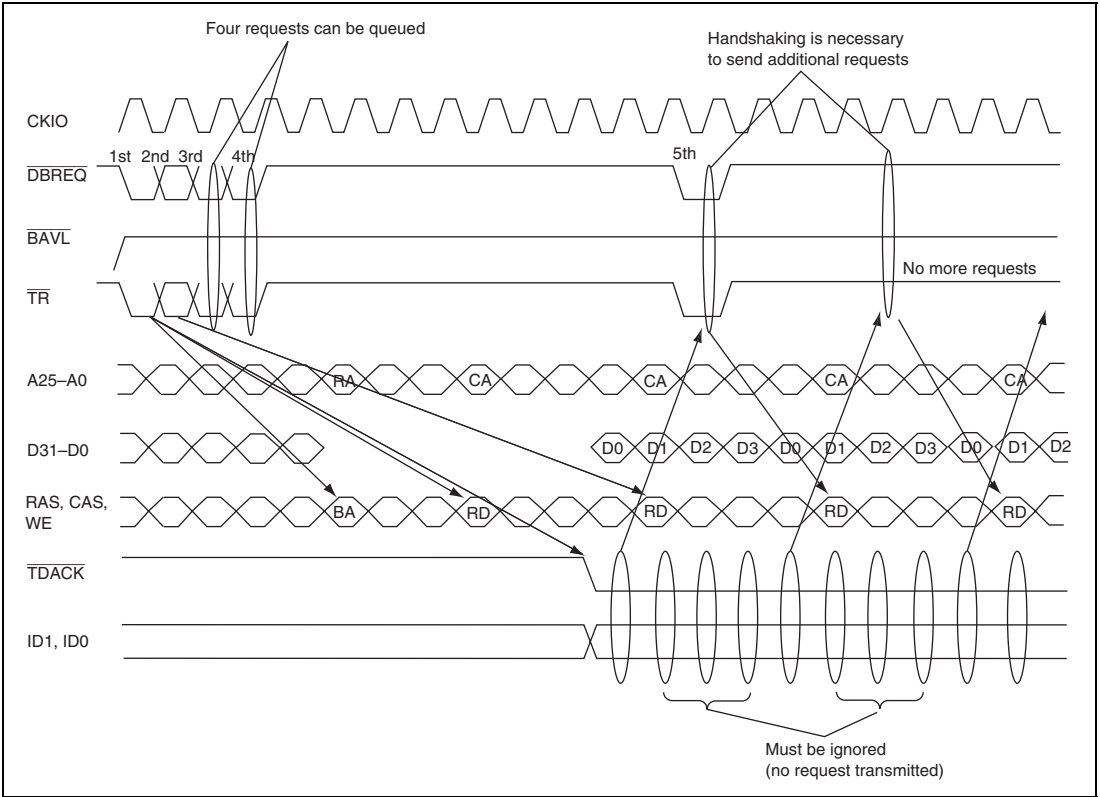 Four requests can be queued
Handshaking is necessary
to send additional requests
CKIO
1st 2nd 3rd 4th 5th
DBREQ
BAVL
No more requests
TR
A25–A0 RA CA CA CA CA
D31–D0 D0 D1 D2 D3 D0 D1 D2 D3 D0 D1 D2
RAS, CAS,
WE BA RD RD RD RD
TDACK
ID1, ID0
Must be ignored
(no request transmitted)